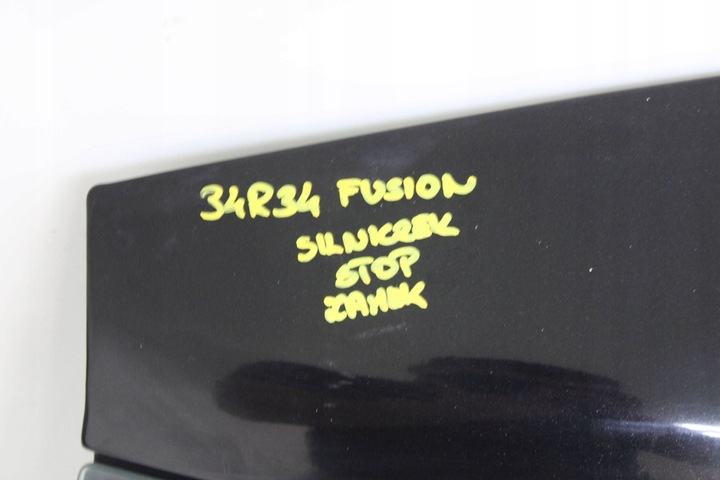 34R34 FUSION
SILNICZEK
STOP
ZAMEK